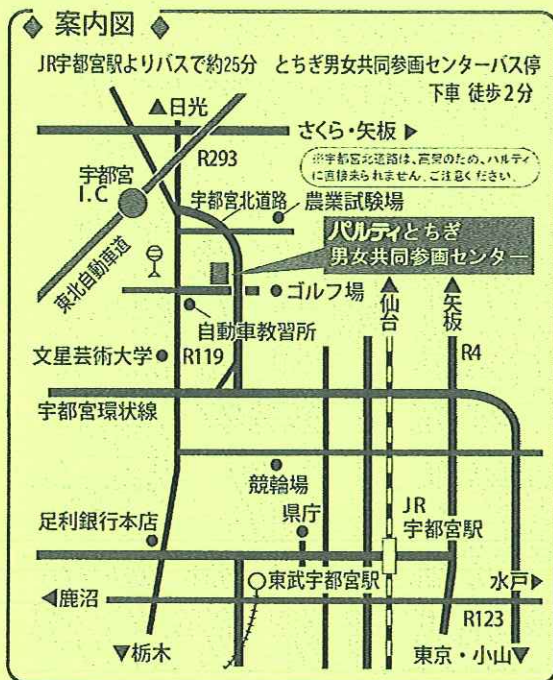 案内図
JR宇都宮駅よりバスで約25分 とちぎ男女共同参画センターバス停
下車 徒歩2分
▲日光
さくら・矢板▶
R293
※宇都宮北道路は、高架のため、パルティ
に直接来られません。ご注意ください。
宇都宮
I.C
宇都宮北道路
農業試験場
パルティとちぎ
男女共同参画センター
東北自動車道
ゴルフ場
▲仙台
▲矢板
自動車教習所
文星芸術大学
R119
R4
宇都宮環状線
競輪場
県庁
JR
宇都宮駅
足利銀行本店
東武宇都宮駅
水戸▶
◀鹿沼
R123
▼栃木
東京・小山▼